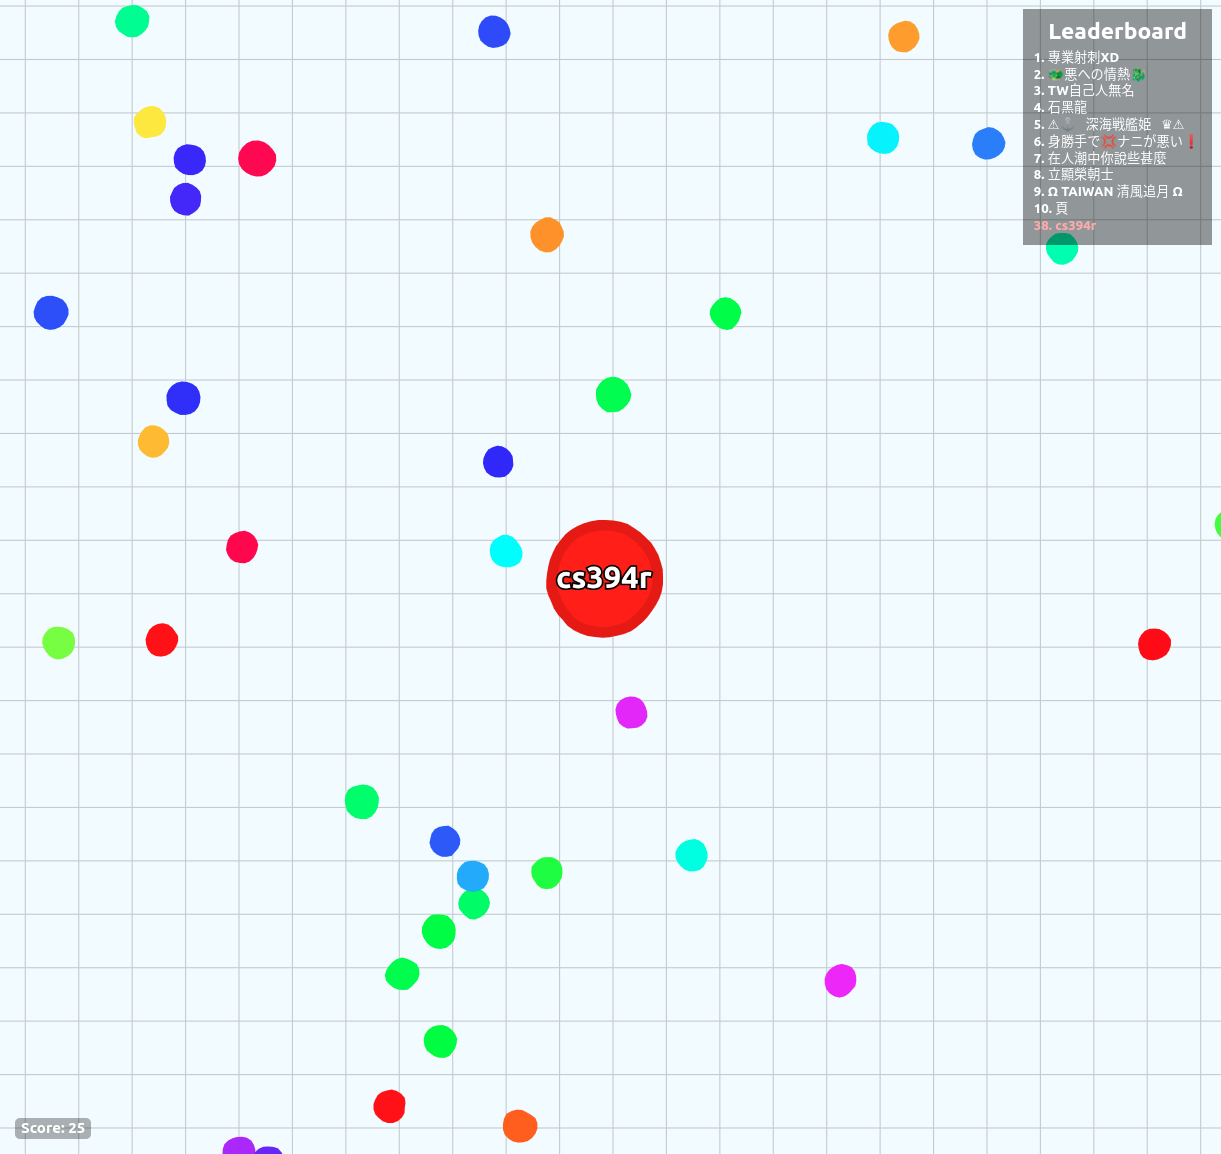 Leaderboard
1. 專業射刺XD
2. 🐲悪への情熱🐉
3. TW自己人無名
4. 石黑龍
5. ⚠⚓ 深海戦艦姫 ♛⚠
6. 身勝手で💢ナニが悪い❗
7. 在人潮中你說些甚麼
8. 立顯榮朝士
9. Ω TAIWAN 清風追月 Ω
10. 頁
38. cs394r
cs394r
Score: 25